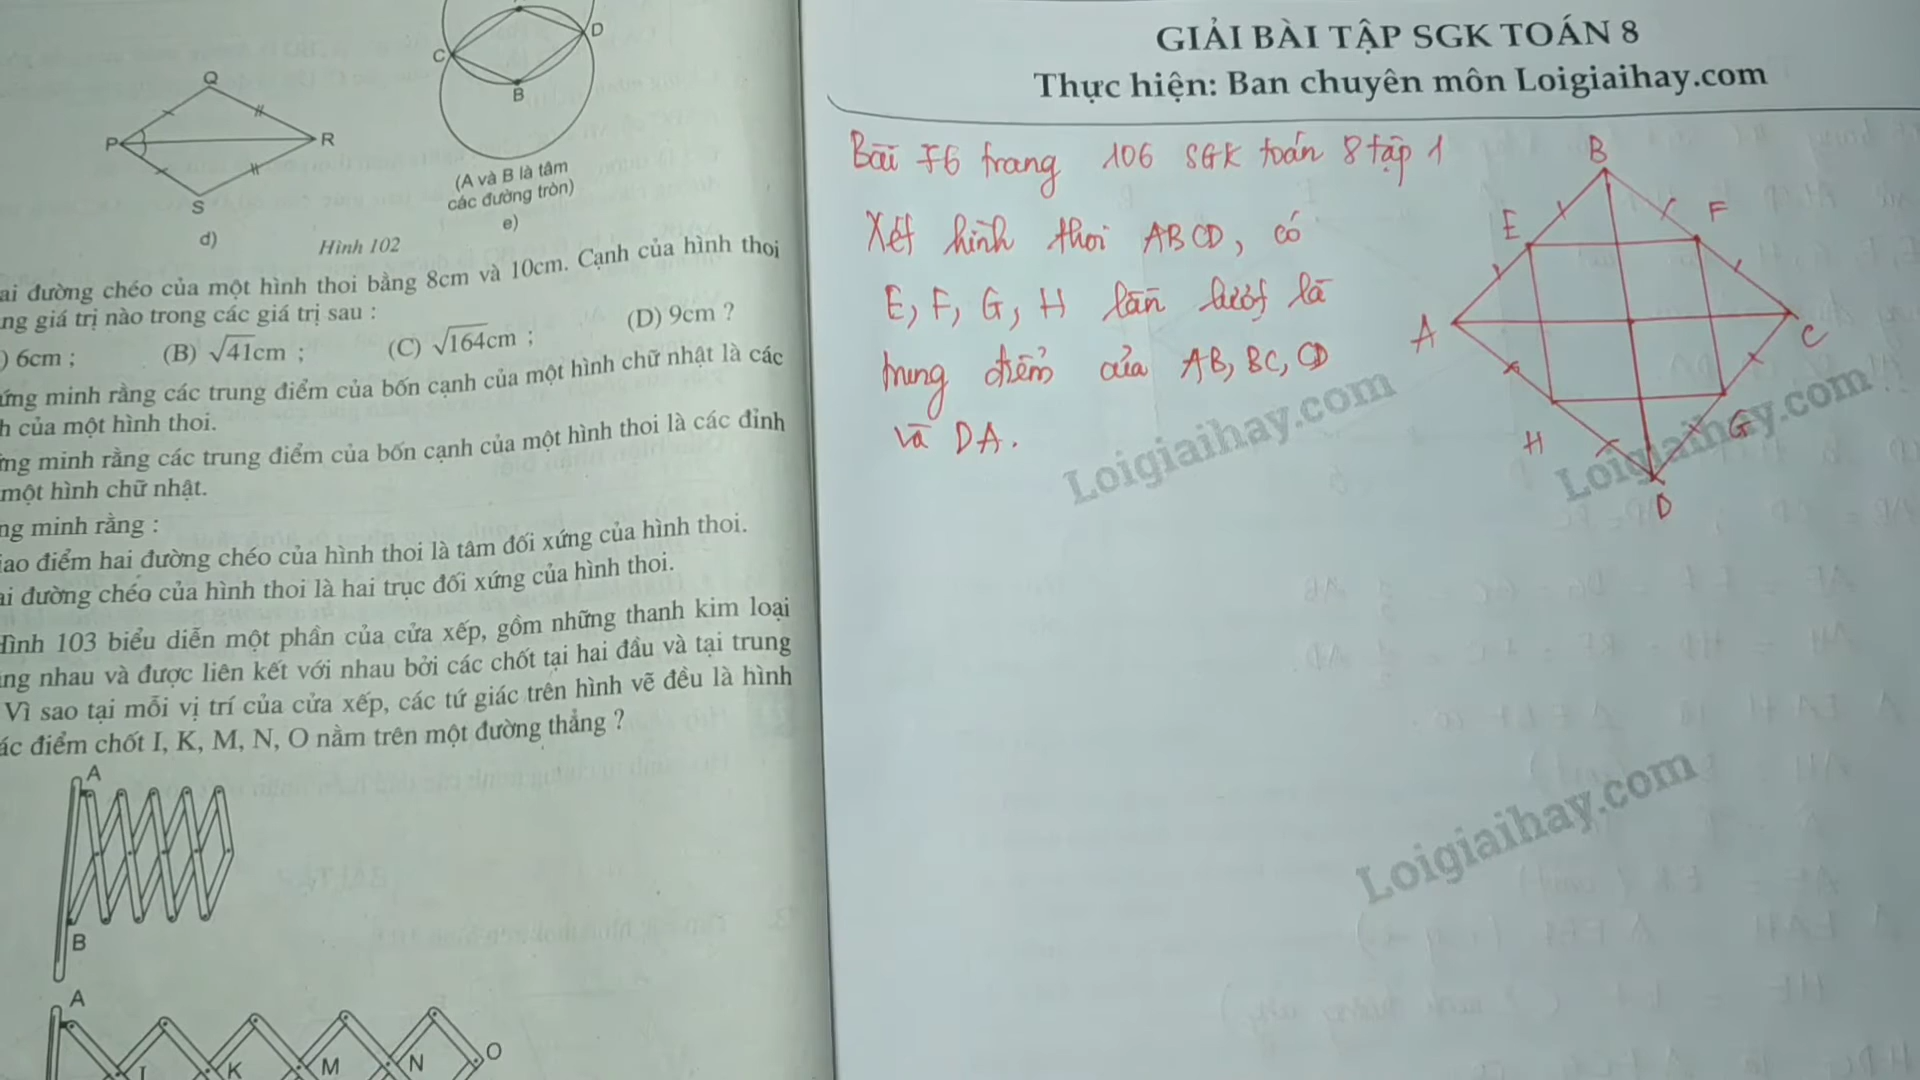 Q
P
R
S
d)
C
D
B
(A và B là tâm
các đường tròn)
e)
Hình 102
ai đường chéo của một hình thoi bằng 8cm và 10cm. Cạnh của hình thoi
ng giá trị nào trong các giá trị sau :
) 6cm ; (B) √41cm ; (C) √164cm ; (D) 9cm ?
ứng minh rằng các trung điểm của bốn cạnh của một hình chữ nhật là các
h của một hình thoi.
ng minh rằng các trung điểm của bốn cạnh của một hình thoi là các đỉnh
một hình chữ nhật.
ng minh rằng :
iao điểm hai đường chéo của hình thoi là tâm đối xứng của hình thoi.
ai đường chéo của hình thoi là hai trục đối xứng của hình thoi.
Hình 103 biểu diễn một phần của cửa xếp, gồm những thanh kim loại
ng nhau và được liên kết với nhau bởi các chốt tại hai đầu và tại trung
Vì sao tại mỗi vị trí của cửa xếp, các tứ giác trên hình vẽ đều là hình
ác điểm chốt I, K, M, N, O nằm trên một đường thẳng ?
A
B
A
I K M N O
GIẢI BÀI TẬP SGK TOÁN 8
Thực hiện: Ban chuyên môn Loigiaihay.com
Bài 76 trang 106 SGK toán 8 tập 1
Xét hình thoi ABCD, có
E, F, G, H lần lượt là
trung điểm của AB, BC, CD
và DA.
B
E
F
A
C
H
G
D
Loigiaihay.com
Loigiaihay.com
Loigiaihay.com